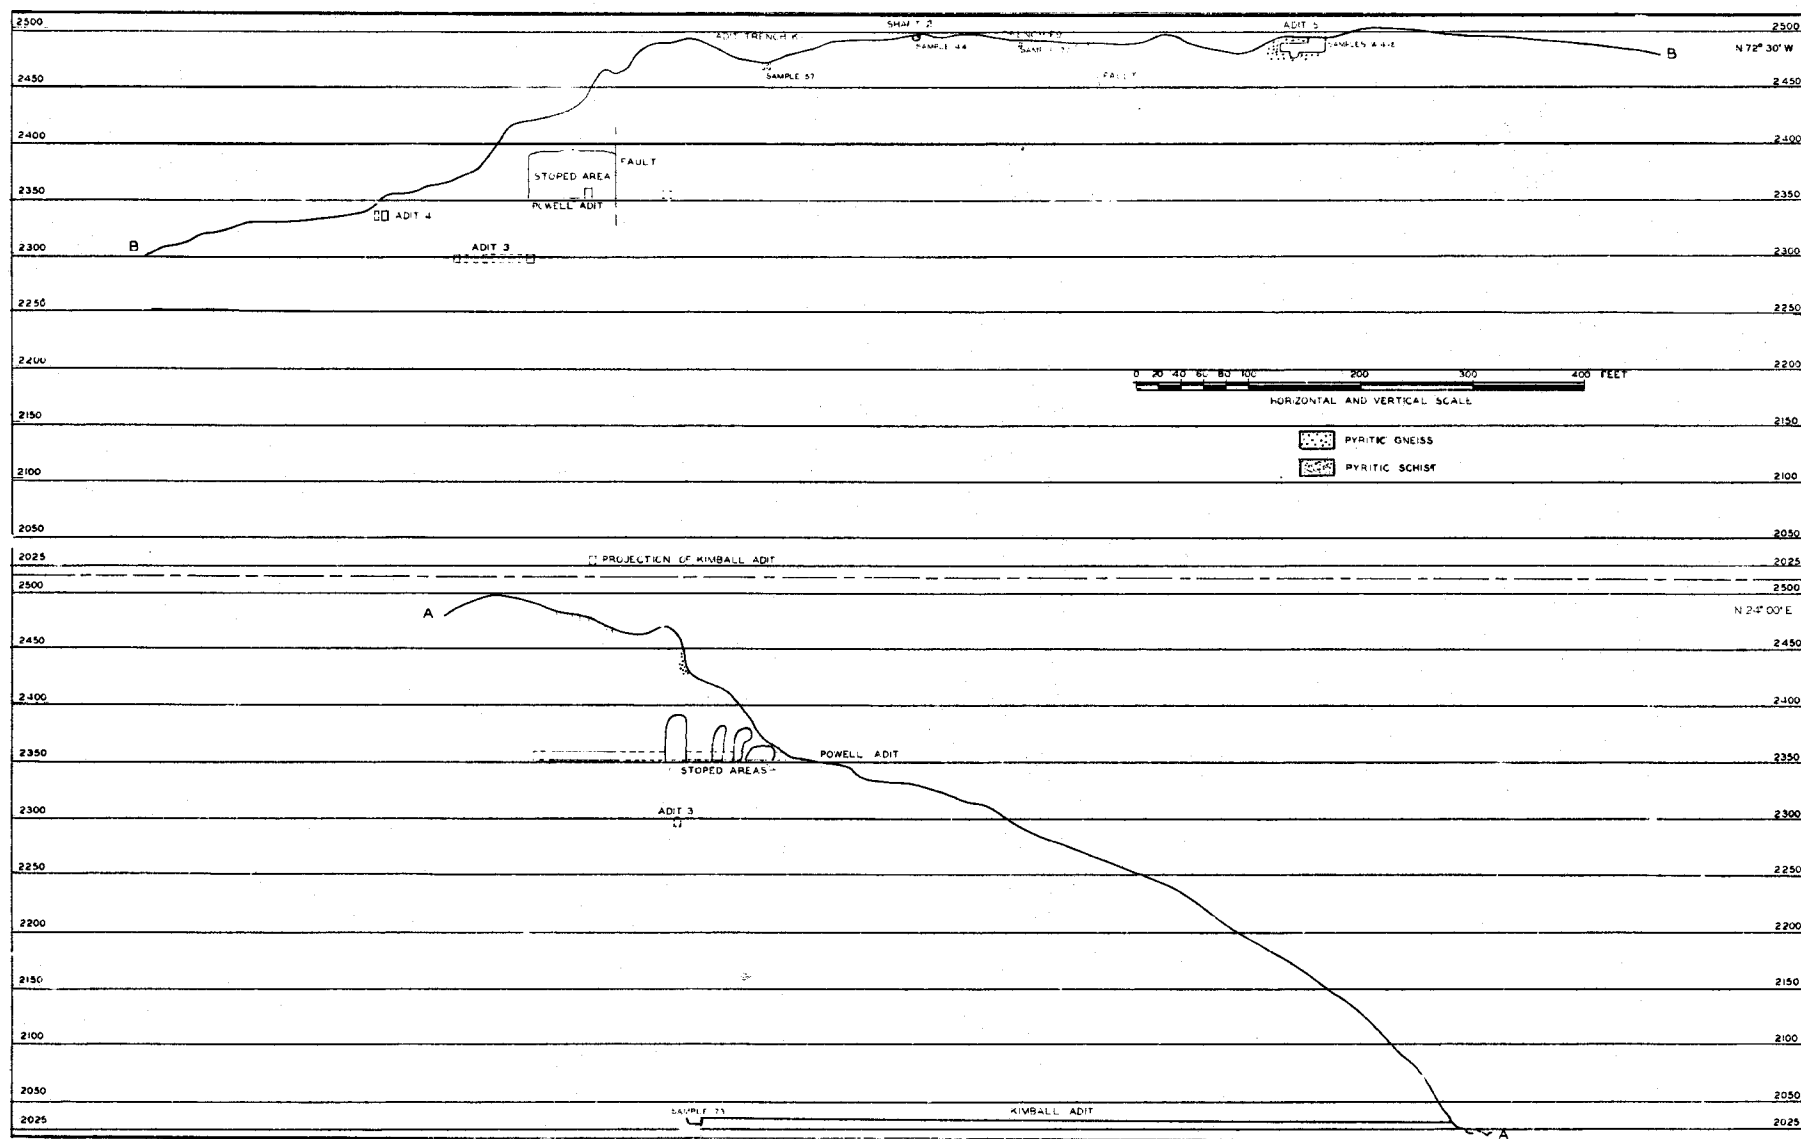 SHAFT 2
ADIT 5
2500
2500
ADIT TRENCH K
SAMPLE 44
N 72° 30' W
B
SAMPLE 57
2450
FAULT
2450
2400
2400
FAULT
STOPED AREA
2350
POWELL ADIT
2350
ADIT 4
B
ADIT 3
2300
2300
2250
2250
2200
2200
0 20 40 60 80 100 200 300 400 FEET
HORIZONTAL AND VERTICAL SCALE
2150
2150
PYRITIC GNEISS
PYRITIC SCHIST
2100
2100
2050
2050
2025
PROJECTION OF KIMBALL ADIT
2025
2500
2500
A
N 24° 00' E
2450
2450
2400
2400
2350
POWELL ADIT
2350
STOPED AREAS
ADIT 3
2300
2300
2250
2250
2200
2200
2150
2150
2100
2100
2050
2050
SAMPLE 73
KIMBALL ADIT
2025
2025
A